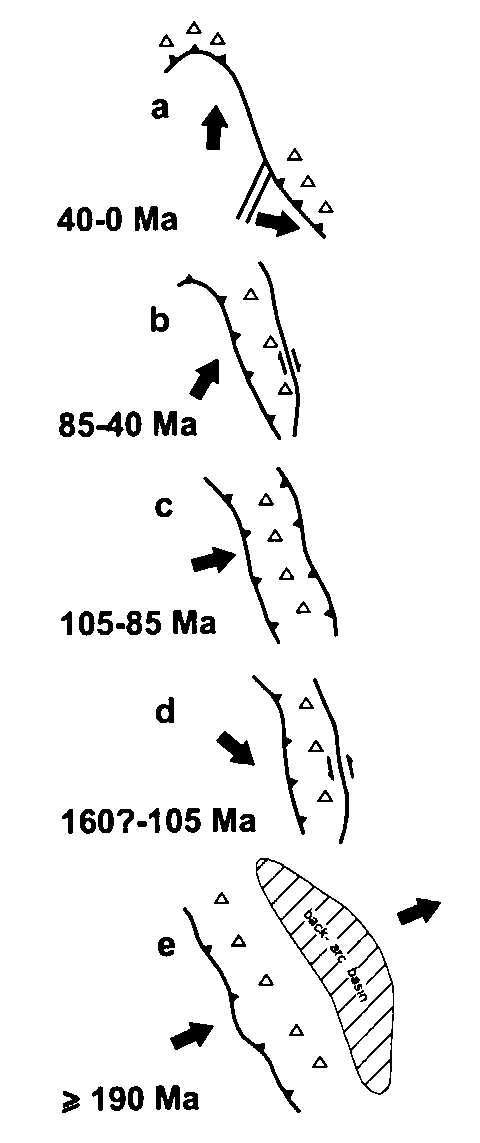 a
40-0 Ma
b
85-40 Ma
c
105-85 Ma
d
160?-105 Ma
back-arc basin
e
⩾ 190 Ma